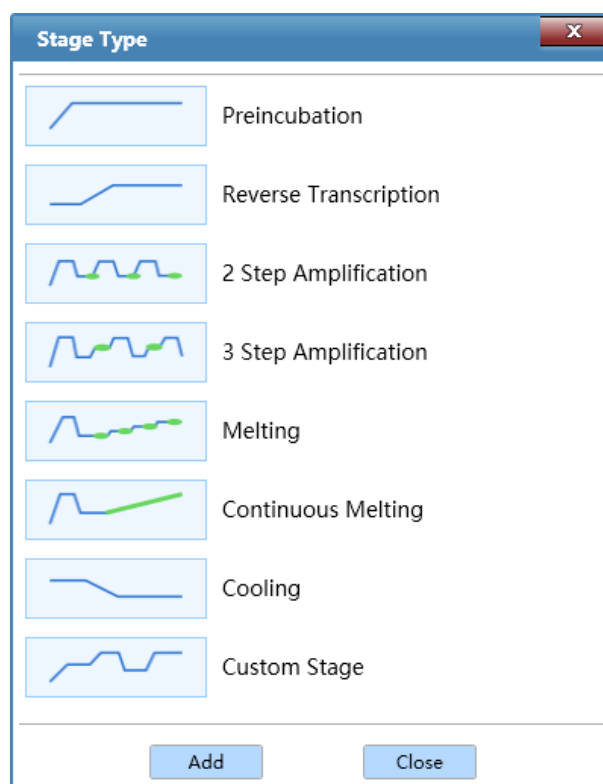 Stage Type
x
Preincubation
Reverse Transcription
2 Step Amplification
3 Step Amplification
Melting
Continuous Melting
Cooling
Custom Stage
Add Close